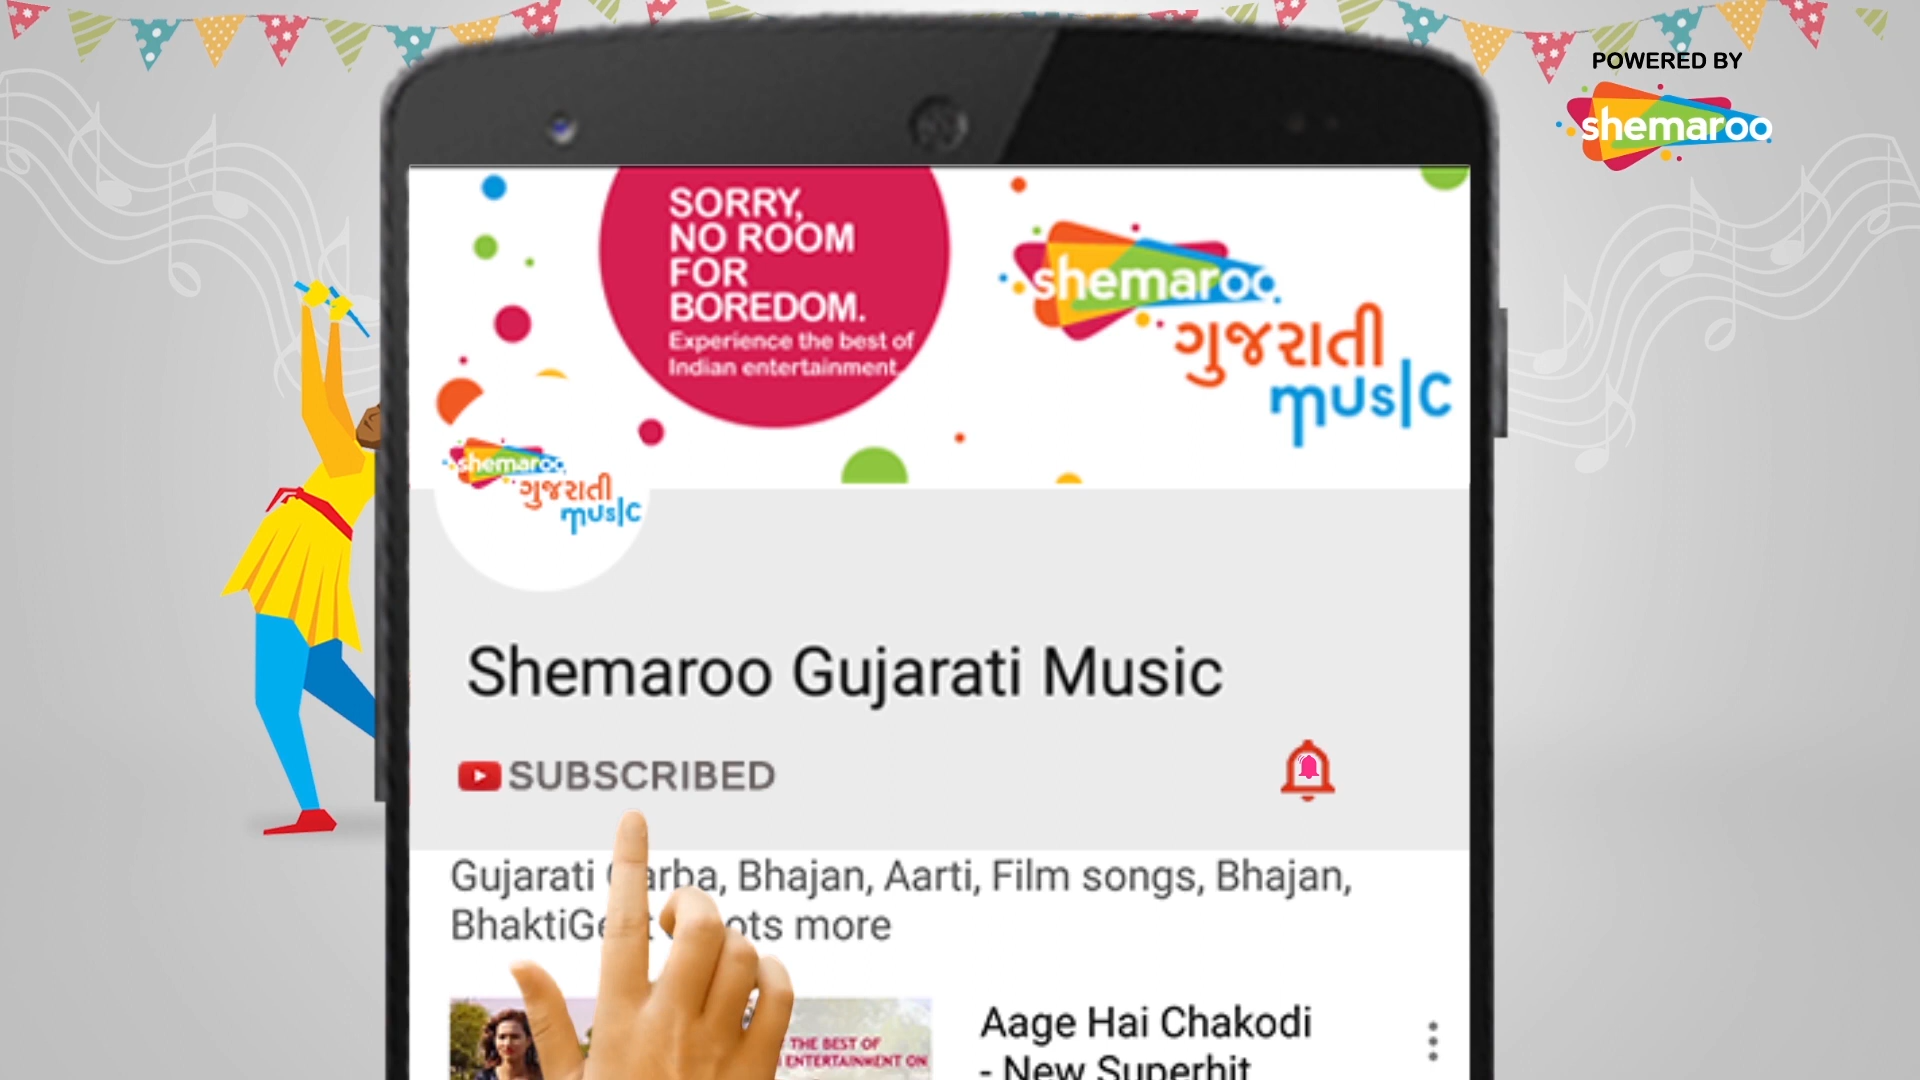 POWERED BY
shemaroo
SORRY,
NO ROOM
FOR
BOREDOM.
Experience the best of
Indian entertainment
shemaroo
ગુજરાતી
music
shemaroo
ગુજરાતી
music
Shemaroo Gujarati Music
SUBSCRIBED
Gujarati Garba, Bhajan, Aarti, Film songs, Bhajan,
BhaktiGeet ots more
THE BEST OF
ENTERTAINMENT ON
Aage Hai Chakodi
- New Superhit